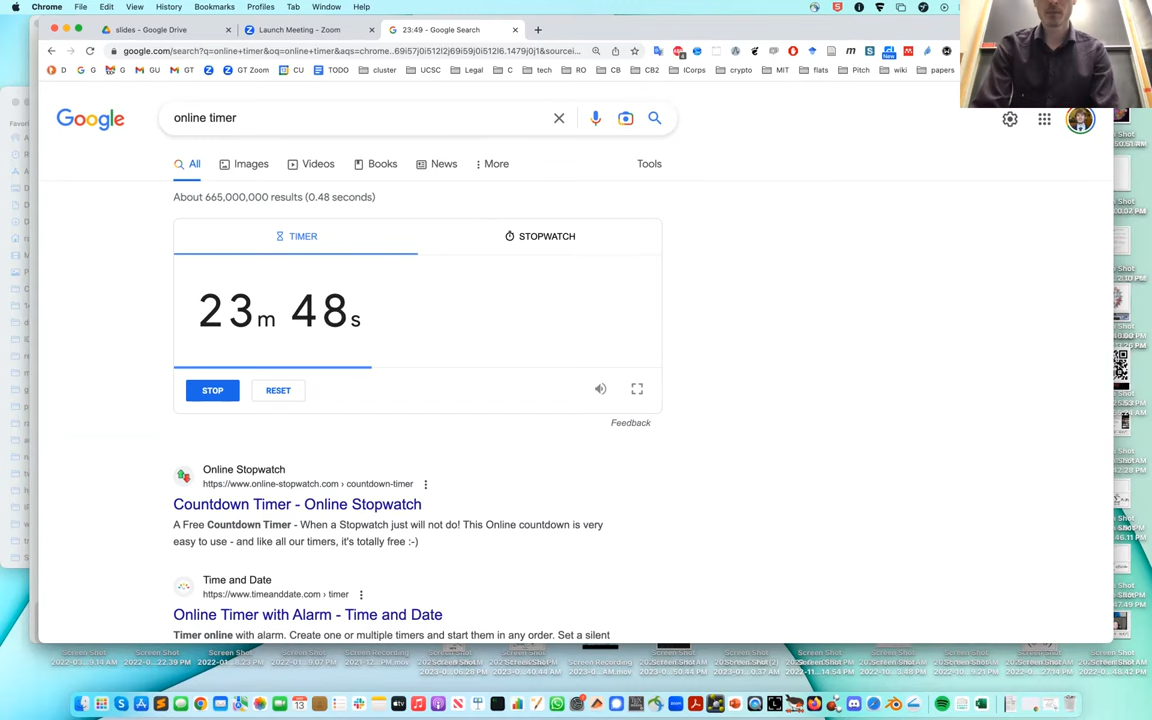 Chrome File Edit View History Bookmarks Profiles Tab Window Help
slides - Google Drive Launch Meeting - Zoom 23:49 - Google Search
google.com/search?q=online+timer&oq=online+timer&aqs=chrome..69i57j0i512l2j69i59j0i512l6.1479j0j1&sourcei...
D G M G M GU M GT GT Zoom CU TODO cluster UCSC Legal C tech RO CB CB2 ICorps crypto MIT flats Pitch wiki papers
Google
online timer
All Images Videos Books News More Tools
About 665,000,000 results (0.48 seconds)
TIMER STOPWATCH
23m 48s
STOP RESET
Feedback
Online Stopwatch
https://www.online-stopwatch.com › countdown-timer
Countdown Timer - Online Stopwatch
A Free Countdown Timer - When a Stopwatch just will not do! This Online countdown is very
easy to use - and like all our timers, it's totally free :-)
Time and Date
https://www.timeanddate.com › timer
Online Timer with Alarm - Time and Date
Timer online with alarm. Create one or multiple timers and start them in any order. Set a silent